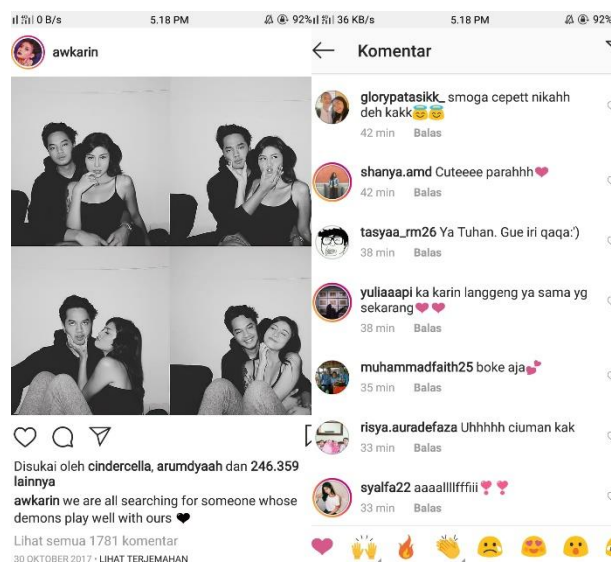 0 B/s 5.18 PM 92%
awkarin
Disukai oleh cindercella, arumdyaah dan 246.359
lainnya
awkarin we are all searching for someone whose
demons play well with ours 🖤
Lihat semua 1781 komentar
30 OKTOBER 2017 • LIHAT TERJEMAHAN
36 KB/s 5.18 PM 92%
Komentar
glorypatasikk_ smoga cepett nikahh
deh kakk😇😇
42 min Balas
shanya.amd Cuteeee parahhh❤
42 min Balas
tasyaa_rm26 Ya Tuhan. Gue iri qaqa:')
38 min Balas
yuliaaapi ka karin langgeng ya sama yg
sekarang❤❤
38 min Balas
muhammadfaith25 boke aja💕
35 min Balas
risya.auradefaza Uhhhhh ciuman kak
33 min Balas
syalfa22 aaaallllfffiii❣❣
33 min Balas